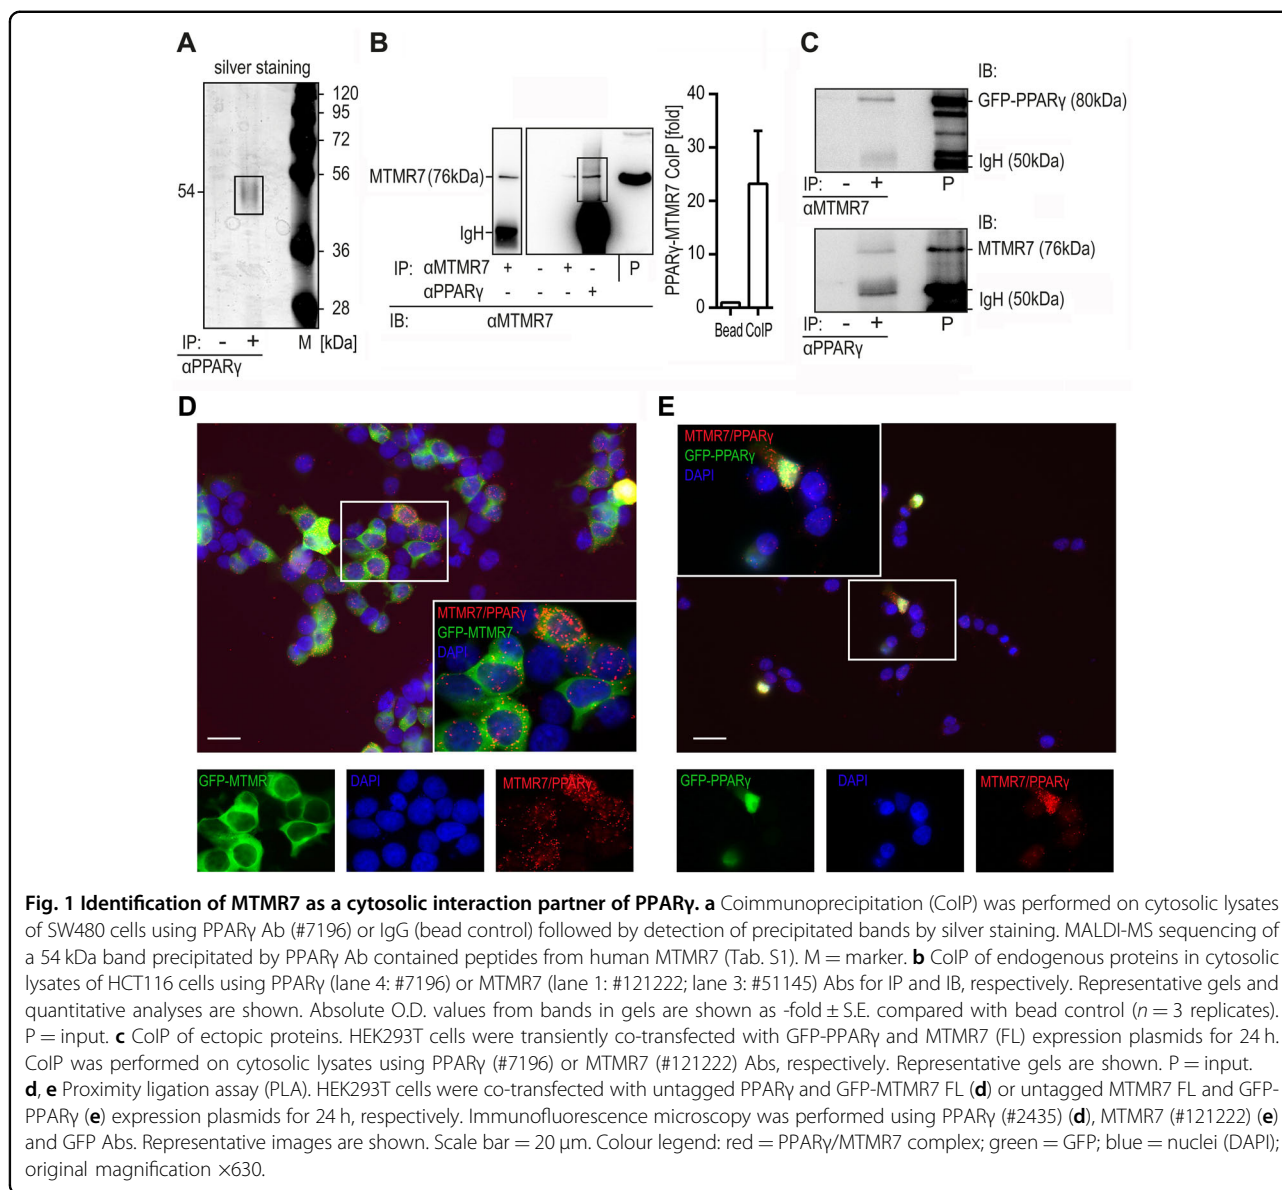 A
silver staining
120
95
72
56
54
36
28
IP: - + M [kDa]
αPPARγ
B
MTMR7 (76kDa)
IgH
IP: αMTMR7 + - + - P
αPPARγ - - - +
IB: αMTMR7
PPARγ-MTMR7 CoIP [fold]
40
30
20
10
0
Bead CoIP
C
IB:
GFP-PPARγ (80kDa)
IgH (50kDa)
IP: - + P
αMTMR7
IB:
MTMR7 (76kDa)
IgH (50kDa)
IP: - + P
αPPARγ
D
MTMR7/PPARγ
GFP-MTMR7
DAPI
GFP-MTMR7
DAPI
MTMR7/PPARγ
E
MTMR7/PPARγ
GFP-PPARγ
DAPI
GFP-PPARγ
DAPI
MTMR7/PPARγ
Fig. 1 Identification of MTMR7 as a cytosolic interaction partner of PPARγ. a Coimmunoprecipitation (CoIP) was performed on cytosolic lysates
of SW480 cells using PPARγ Ab (#7196) or IgG (bead control) followed by detection of precipitated bands by silver staining. MALDI-MS sequencing of
a 54 kDa band precipitated by PPARγ Ab contained peptides from human MTMR7 (Tab. S1). M = marker. b CoIP of endogenous proteins in cytosolic
lysates of HCT116 cells using PPARγ (lane 4: #7196) or MTMR7 (lane 1: #121222; lane 3: #51145) Abs for IP and IB, respectively. Representative gels and
quantitative analyses are shown. Absolute O.D. values from bands in gels are shown as -fold ± S.E. compared with bead control (n = 3 replicates).
P = input. c CoIP of ectopic proteins. HEK293T cells were transiently co-transfected with GFP-PPARγ and MTMR7 (FL) expression plasmids for 24 h.
CoIP was performed on cytosolic lysates using PPARγ (#7196) or MTMR7 (#121222) Abs, respectively. Representative gels are shown. P = input.
d, e Proximity ligation assay (PLA). HEK293T cells were co-transfected with untagged PPARγ and GFP-MTMR7 FL (d) or untagged MTMR7 FL and GFP-
PPARγ (e) expression plasmids for 24 h, respectively. Immunofluorescence microscopy was performed using PPARγ (#2435) (d), MTMR7 (#121222) (e)
and GFP Abs. Representative images are shown. Scale bar = 20 μm. Colour legend: red = PPARγ/MTMR7 complex; green = GFP; blue = nuclei (DAPI);
original magnification ×630.